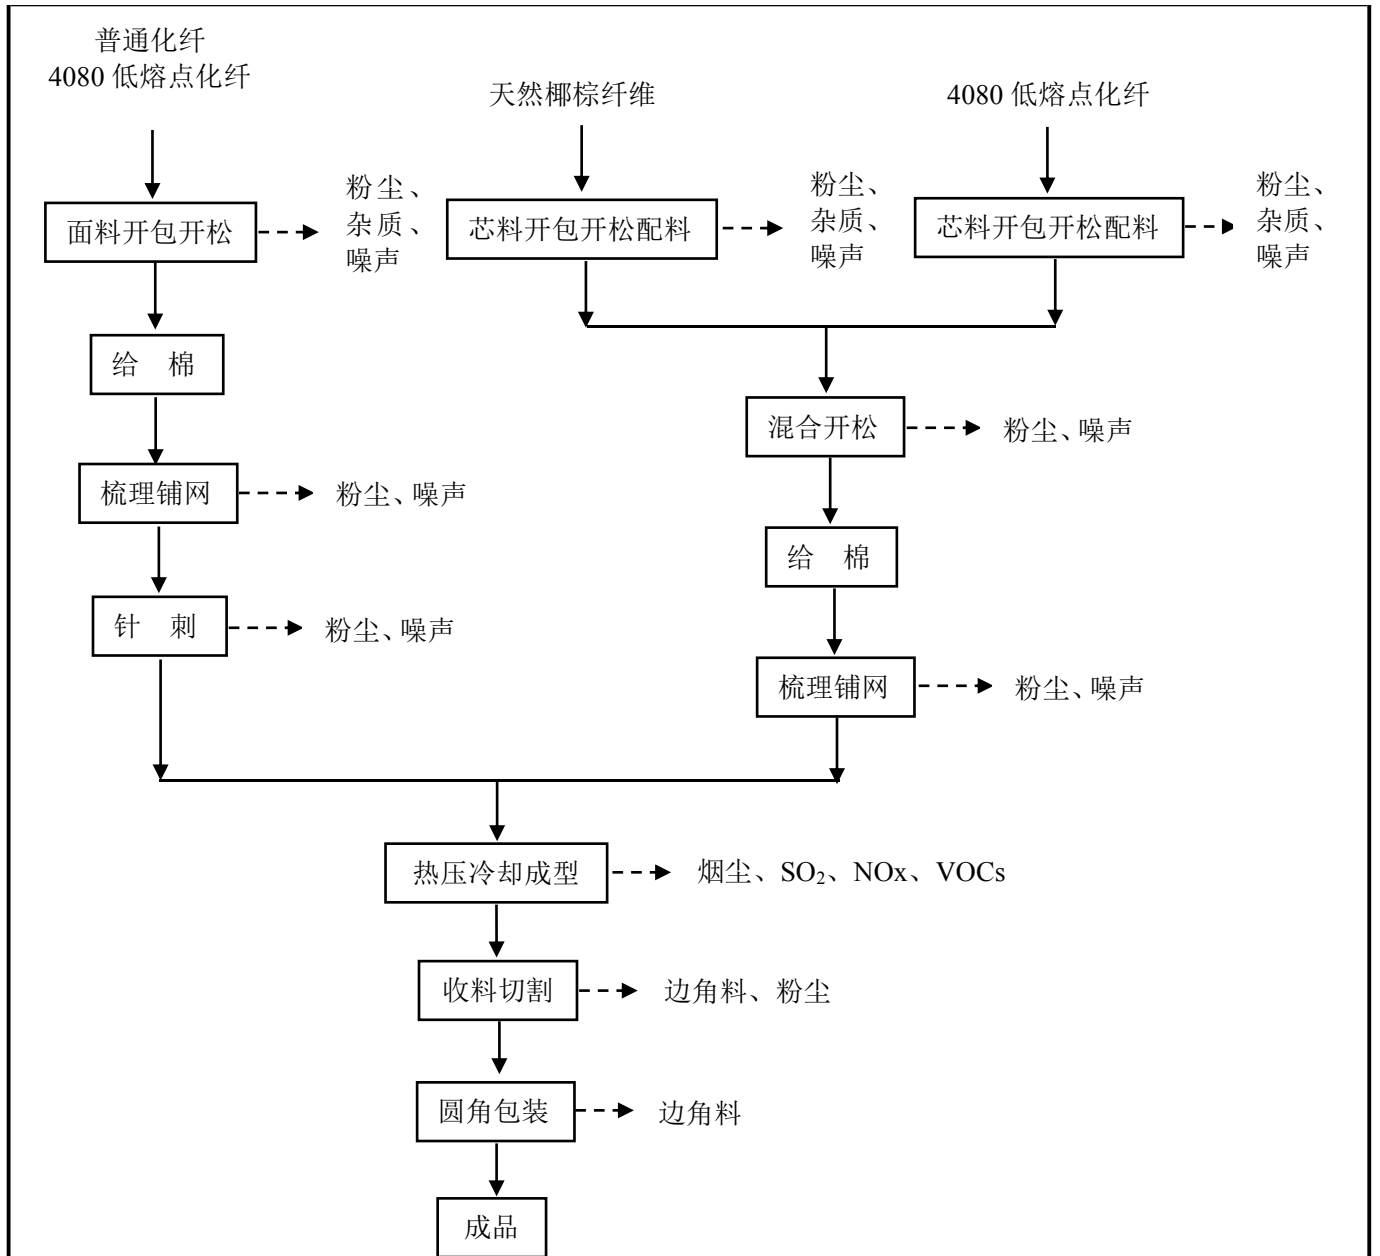 普通化纤
4080 低熔点化纤
天然椰棕纤维
4080 低熔点化纤
面料开包开松
粉尘、
杂质、
噪声
芯料开包开松配料
粉尘、
杂质、
噪声
芯料开包开松配料
粉尘、
杂质、
噪声
给 棉
混合开松
粉尘、噪声
梳理铺网
粉尘、噪声
给 棉
针 刺
粉尘、噪声
梳理铺网
粉尘、噪声
热压冷却成型
烟尘、SO₂、NOx、VOCs
收料切割
边角料、粉尘
圆角包装
边角料
成品